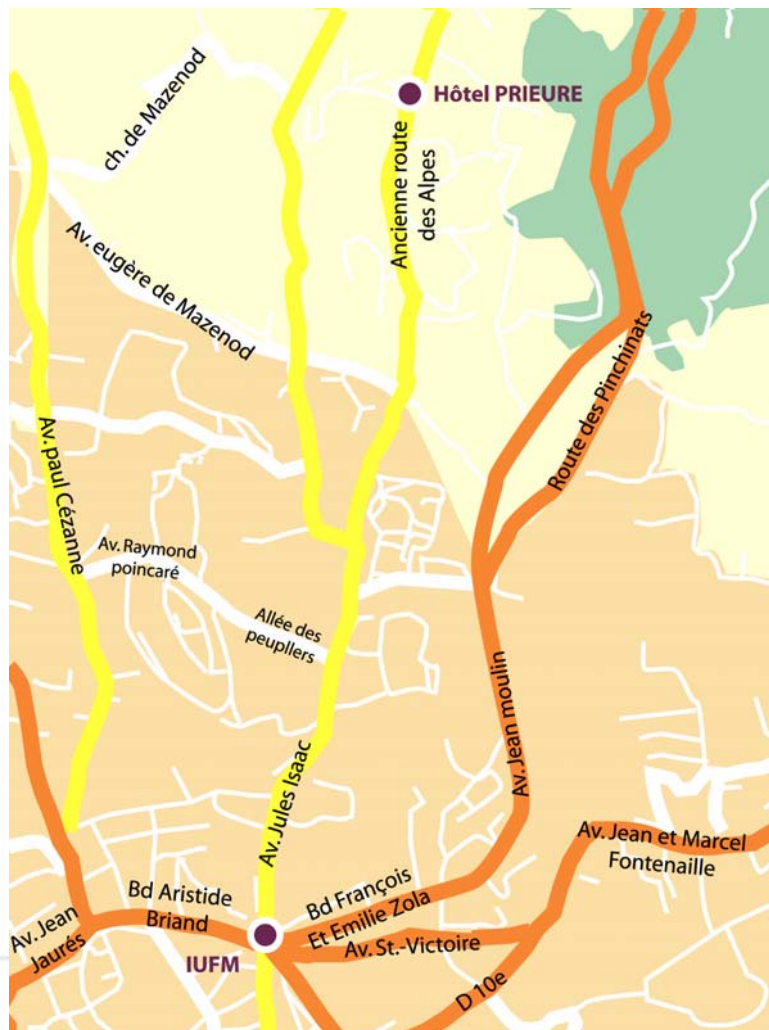 Hôtel PRIEURE
ch. de Mazenod
Ancienne route
des Alpes
Av. eugère de Mazenod
Route des Pinchinats
Av. paul Cézanne
Av. Raymond
poincaré
Allée des
peupllers
Av. Jean moulin
Av. Jules Isaac
Av. Jean et Marcel
Fontenaille
Bd Aristide
Briand
Bd François
Et Emilie Zola
Av. Jean
Jaurés
Av. St.-Victoire
IUFM
D 10e